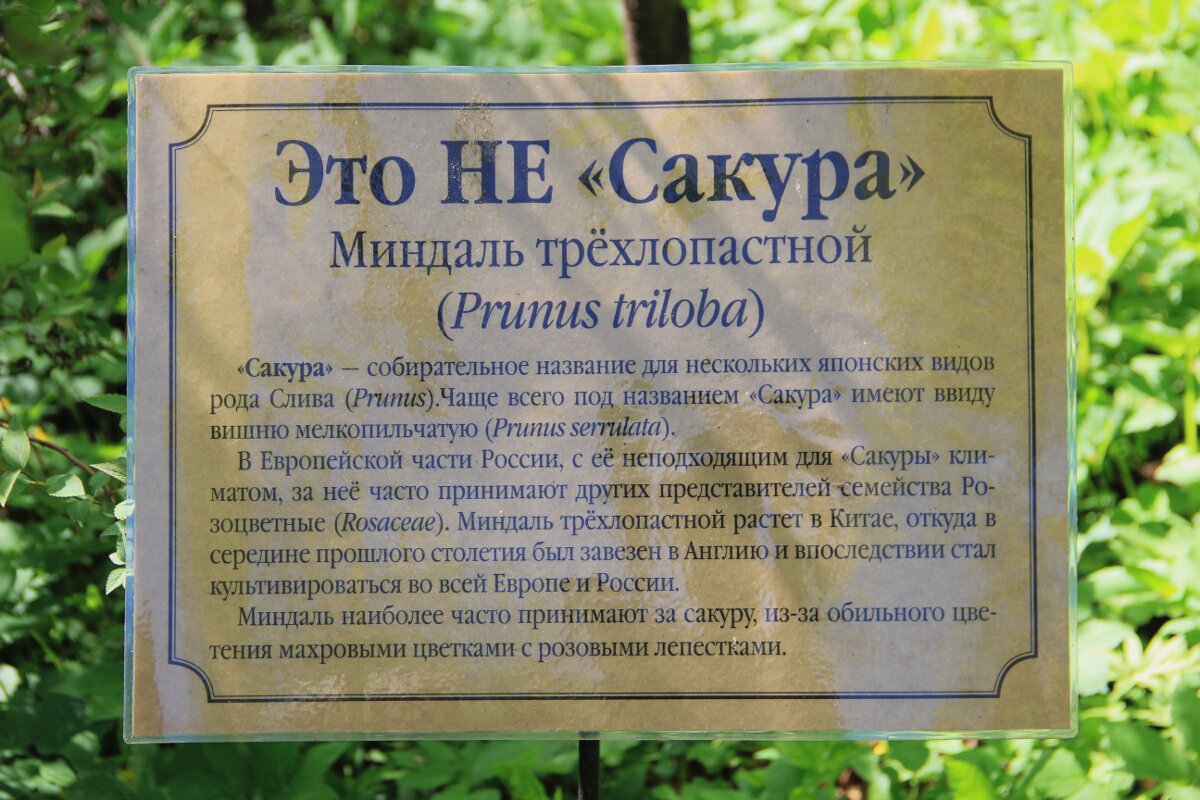 Это НЕ «Сакура»
Миндаль трёхлопастной
(Prunus triloba)
«Сакура» — собирательное название для нескольких японских видов
рода Слива (Prunus).Чаще всего под названием «Сакура» имеют ввиду
вишню мелкопильчатую (Prunus serrulata).
В Европейской части России, с её неподходящим для «Сакуры» кли-
матом, за неё часто принимают других представителей семейства Ро-
зоцветные (Rosaceae). Миндаль трёхлопастной растет в Китае, откуда в
середине прошлого столетия был завезен в Англию и впоследствии стал
культивироваться во всей Европе и России.
Миндаль наиболее часто принимают за сакуру, из-за обильного цве-
тения махровыми цветками с розовыми лепестками.